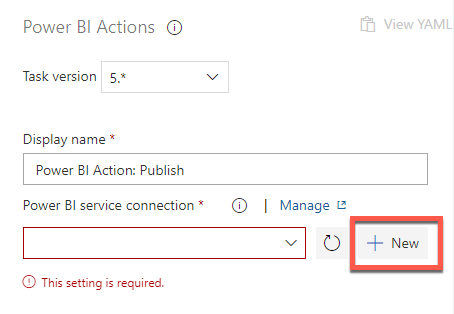 Power BI Actions View YAML
Task version 5.*
Display name *
Power BI Action: Publish
Power BI service connection * | Manage
New
This setting is required.